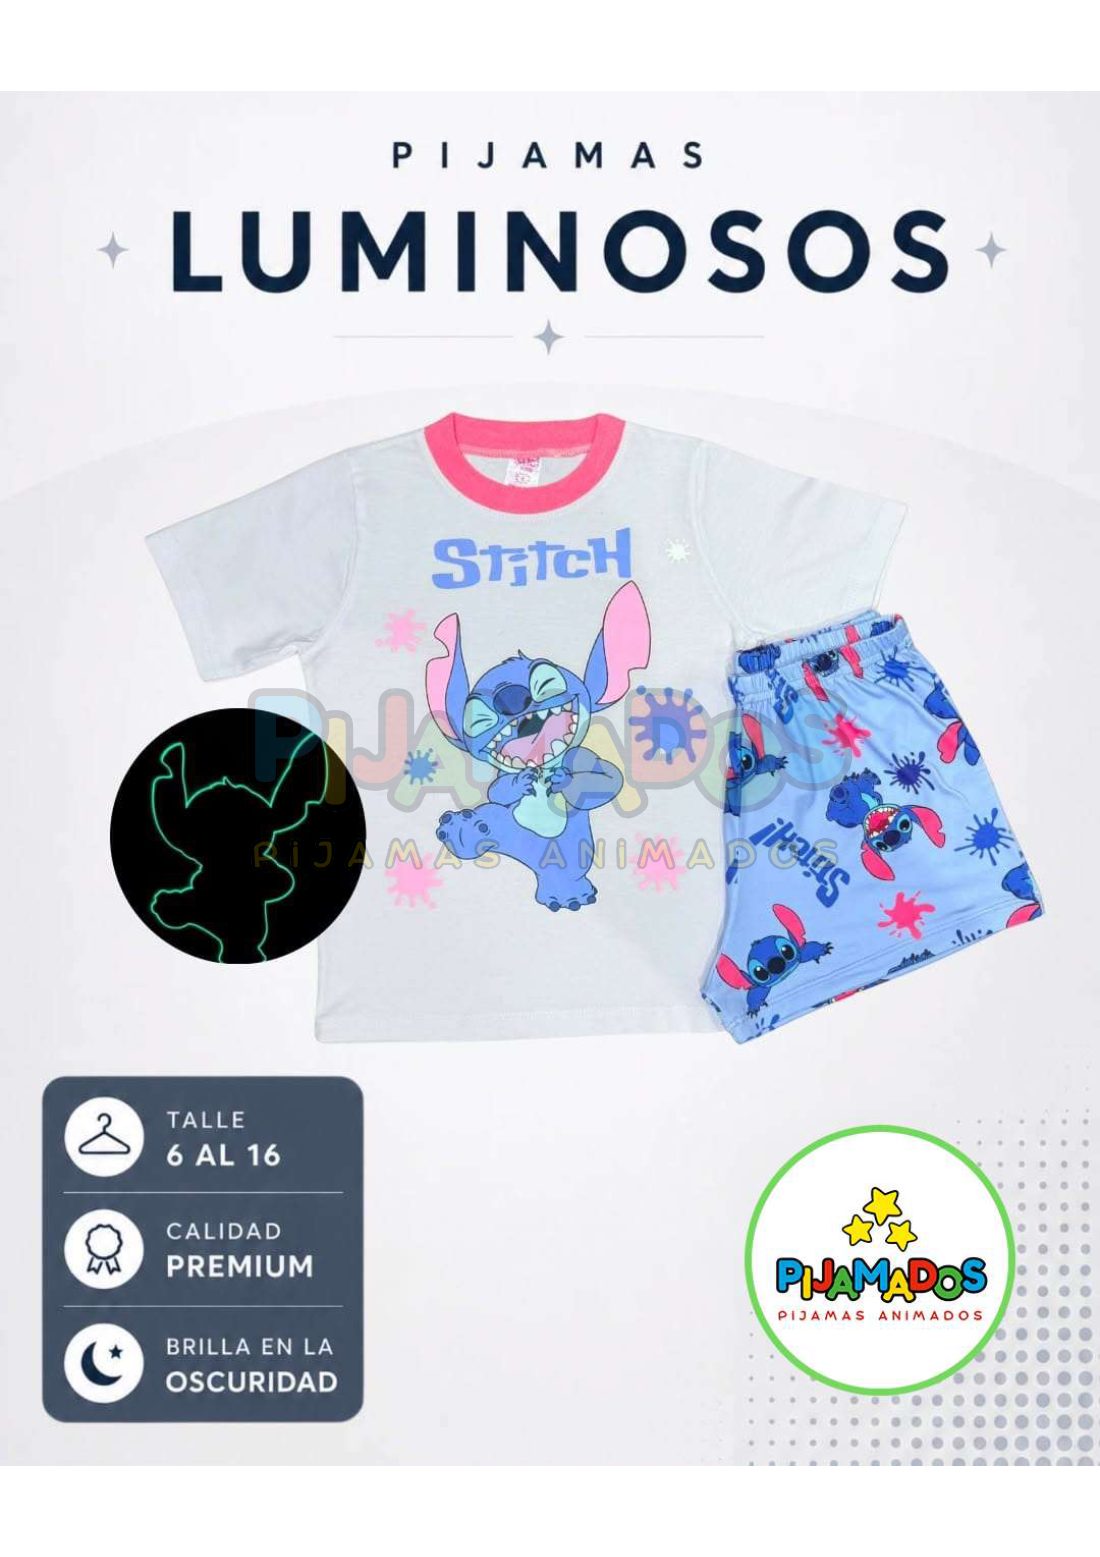 PIJAMAS
LUMINOSOS
Stitch
PIJAMADOS
PIJAMAS ANIMADOS
Stitch
Stitch
TALLE
6 AL 16
CALIDAD
PREMIUM
BRILLA EN LA
OSCURIDAD
PIJAMADOS
PIJAMAS ANIMADOS